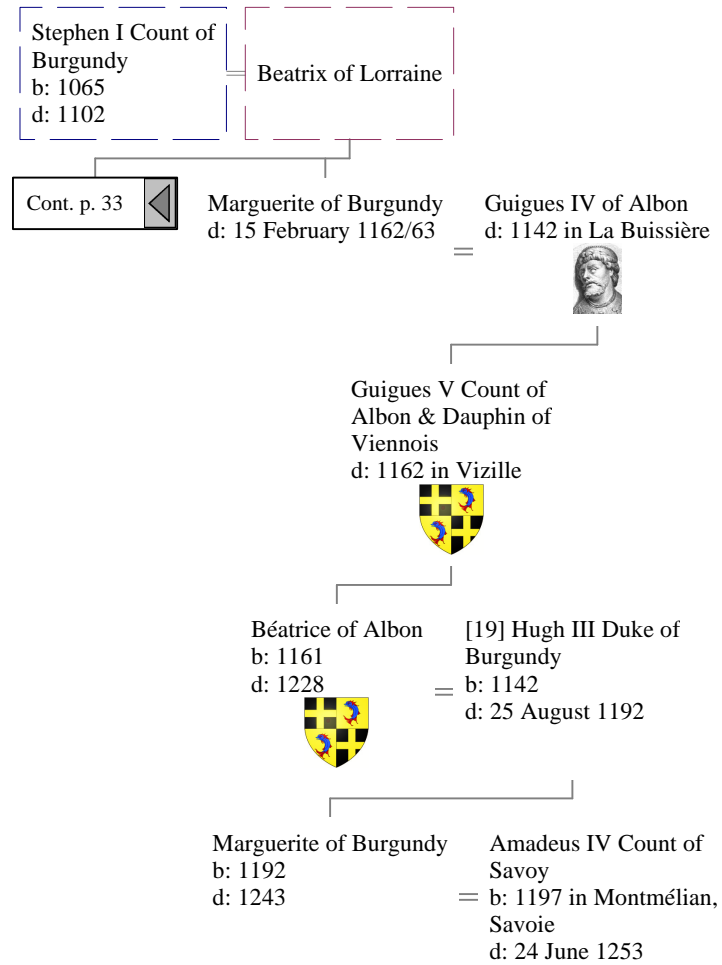 Stephen I Count of
Burgundy
b: 1065
d: 1102
Beatrix of Lorraine
Cont. p. 33
Marguerite of Burgundy
d: 15 February 1162/63
Guigues IV of Albon
d: 1142 in La Buissière
Guigues V Count of
Albon & Dauphin of
Viennois
d: 1162 in Vizille
Béatrice of Albon
b: 1161
d: 1228
[19] Hugh III Duke of
Burgundy
b: 1142
d: 25 August 1192
Marguerite of Burgundy
b: 1192
d: 1243
Amadeus IV Count of
Savoy
b: 1197 in Montmélian,
Savoie
d: 24 June 1253